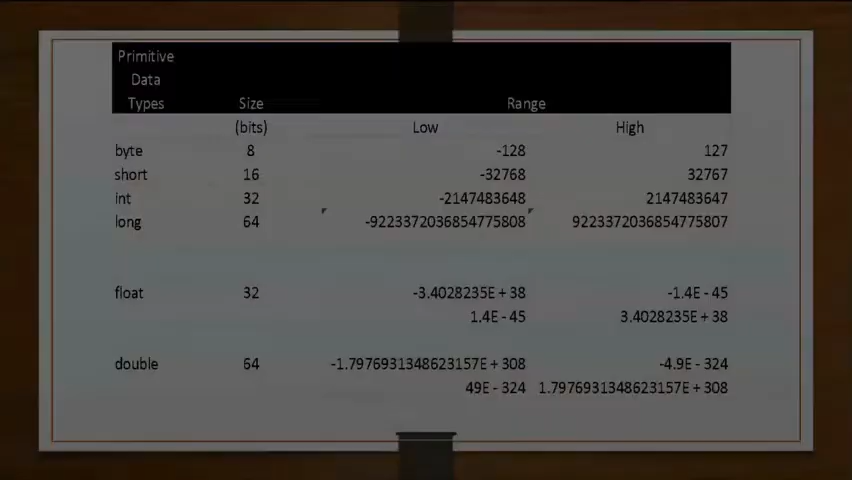 Primitive
Data
Types Size Range
(bits) Low High
byte 8 -128 127
short 16 -32768 32767
int 32 -2147483648 2147483647
long 64 -9223372036854775808 9223372036854775807
float 32 -3.4028235E + 38 -1.4E - 45
1.4E - 45 3.4028235E + 38
double 64 -1.7976931348623157E + 308 -4.9E - 324
49E - 324 1.7976931348623157E + 308